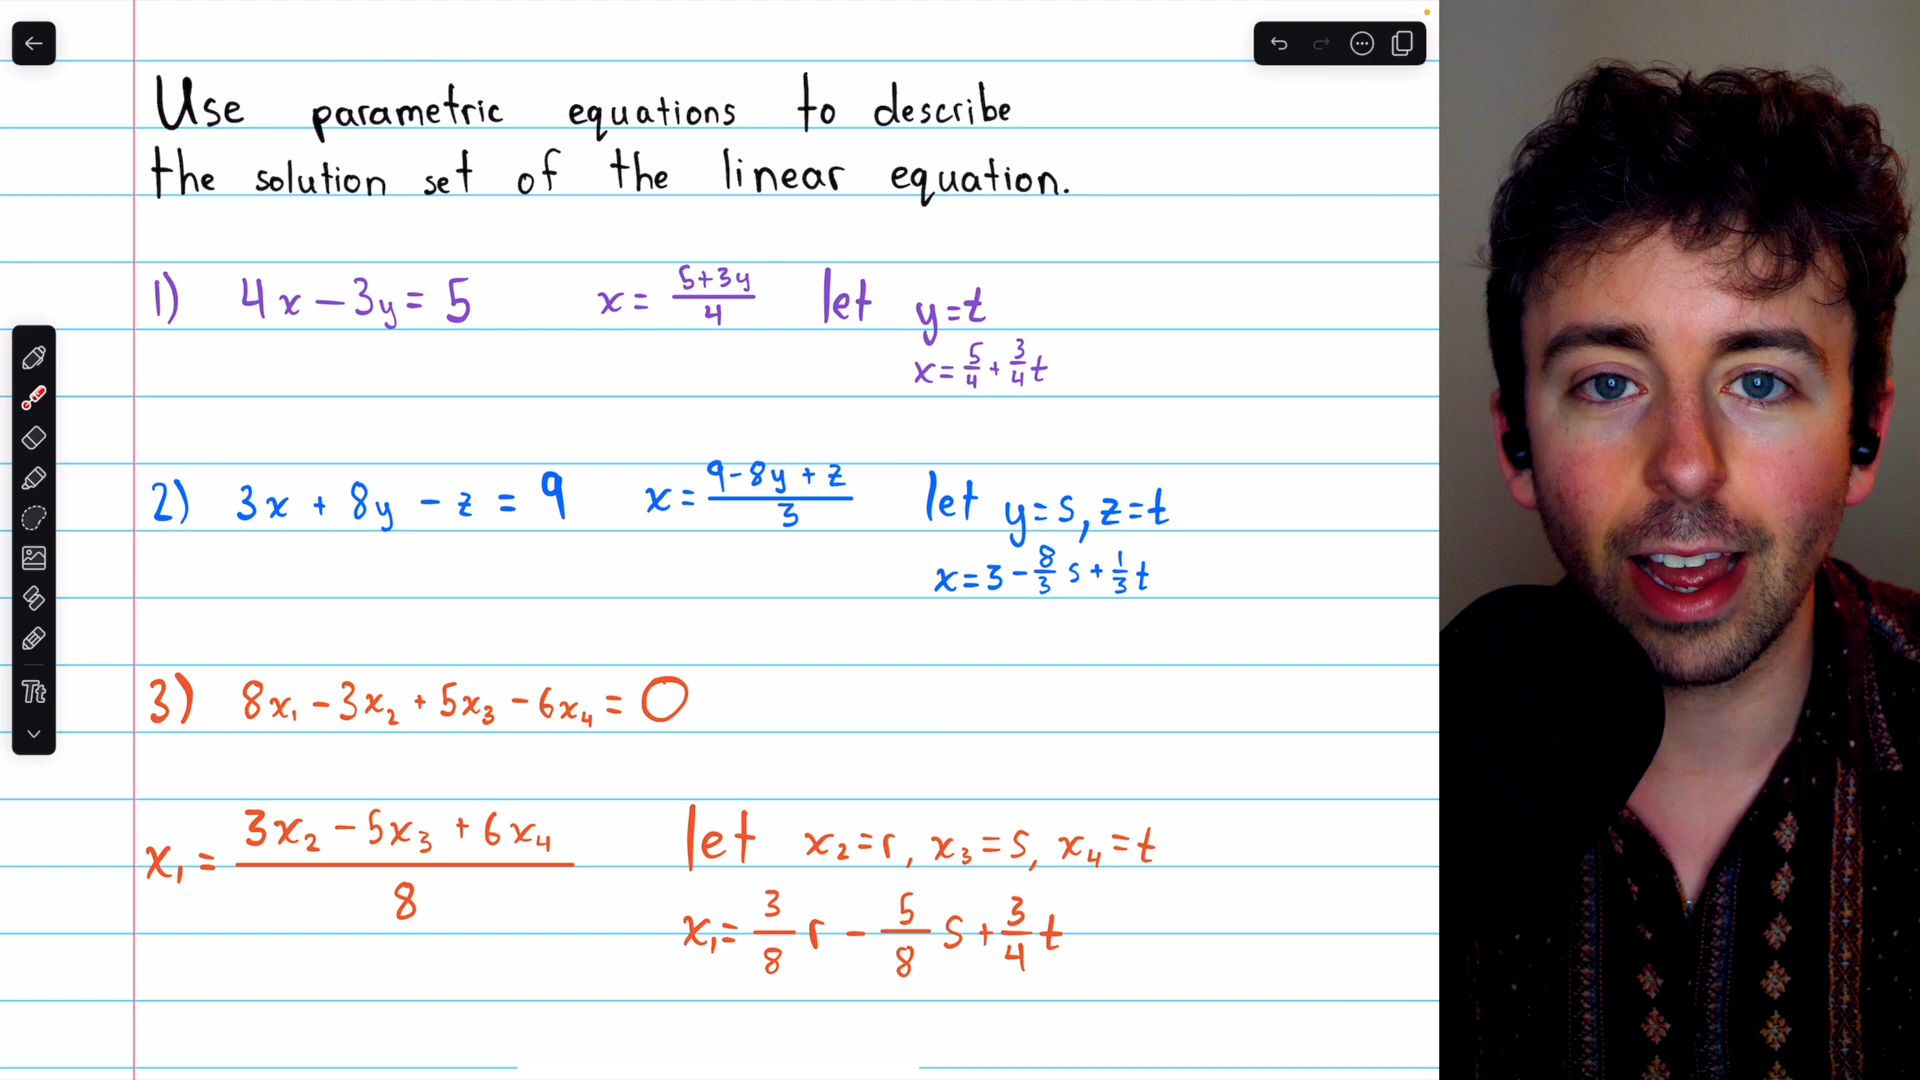 Use parametric equations to describe
the solution set of the linear equation.
1) 4x - 3y = 5 x = (5+3y)/4 let y=t
x = 5/4 + 3/4 t
2) 3x + 8y - z = 9 x = (9-8y+z)/3 let y=s, z=t
x = 3 - 8/3 s + 1/3 t
3) 8x₁ - 3x₂ + 5x₃ - 6x₄ = 0
x₁ = (3x₂ - 5x₃ + 6x₄)/8 let x₂=r, x₃=s, x₄=t
x₁ = 3/8 r - 5/8 s + 3/4 t
Tt